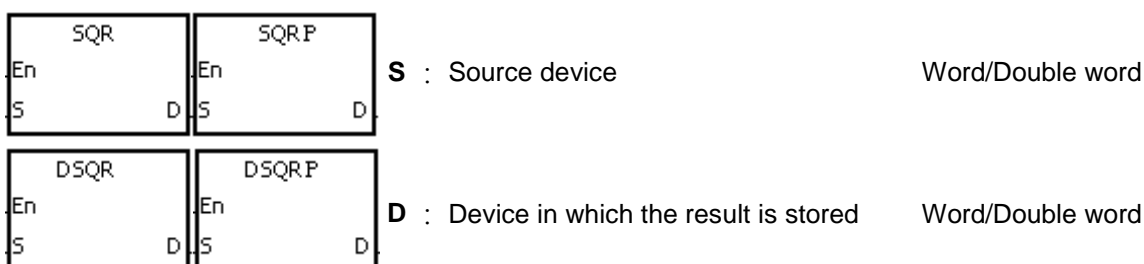 SQR SQRP
En En
S : Source device Word/Double word
S D S D
DSQR DSQRP
En En
D : Device in which the result is stored Word/Double word
S D S D